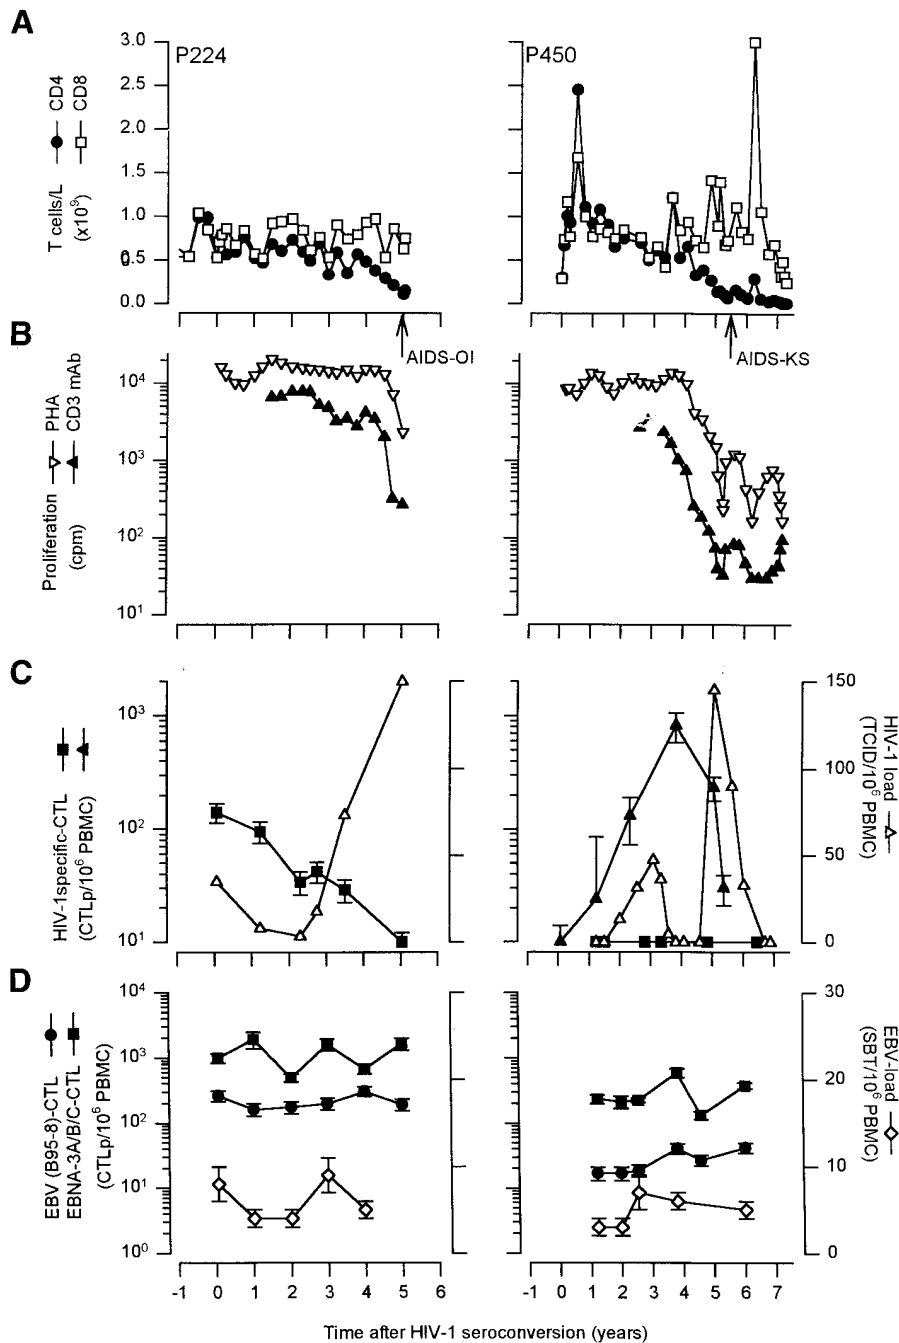 A
P224
P450
3.0
2.5
2.0
1.5
1.0
0.5
0.0
T cells/L
(x10⁹)
CD4
CD8
AIDS-OI
AIDS-KS
B
10⁴
10³
10²
10¹
Proliferation
(cpm)
PHA
CD3 mAb
C
10³
10²
10¹
HIV-1specific-CTL
(CTLp/10⁶ PBMC)
150
100
50
0
HIV-1 load
(TCID/10⁶ PBMC)
D
10⁴
10³
10²
10¹
10⁰
EBV (B95-8)-CTL
EBNA-3A/B/C-CTL
(CTLp/10⁶ PBMC)
30
20
10
0
EBV-load
(SBT/10⁶ PBMC)
-1 0 1 2 3 4 5 6
-1 0 1 2 3 4 5 6 7
Time after HIV-1 seroconversion (years)